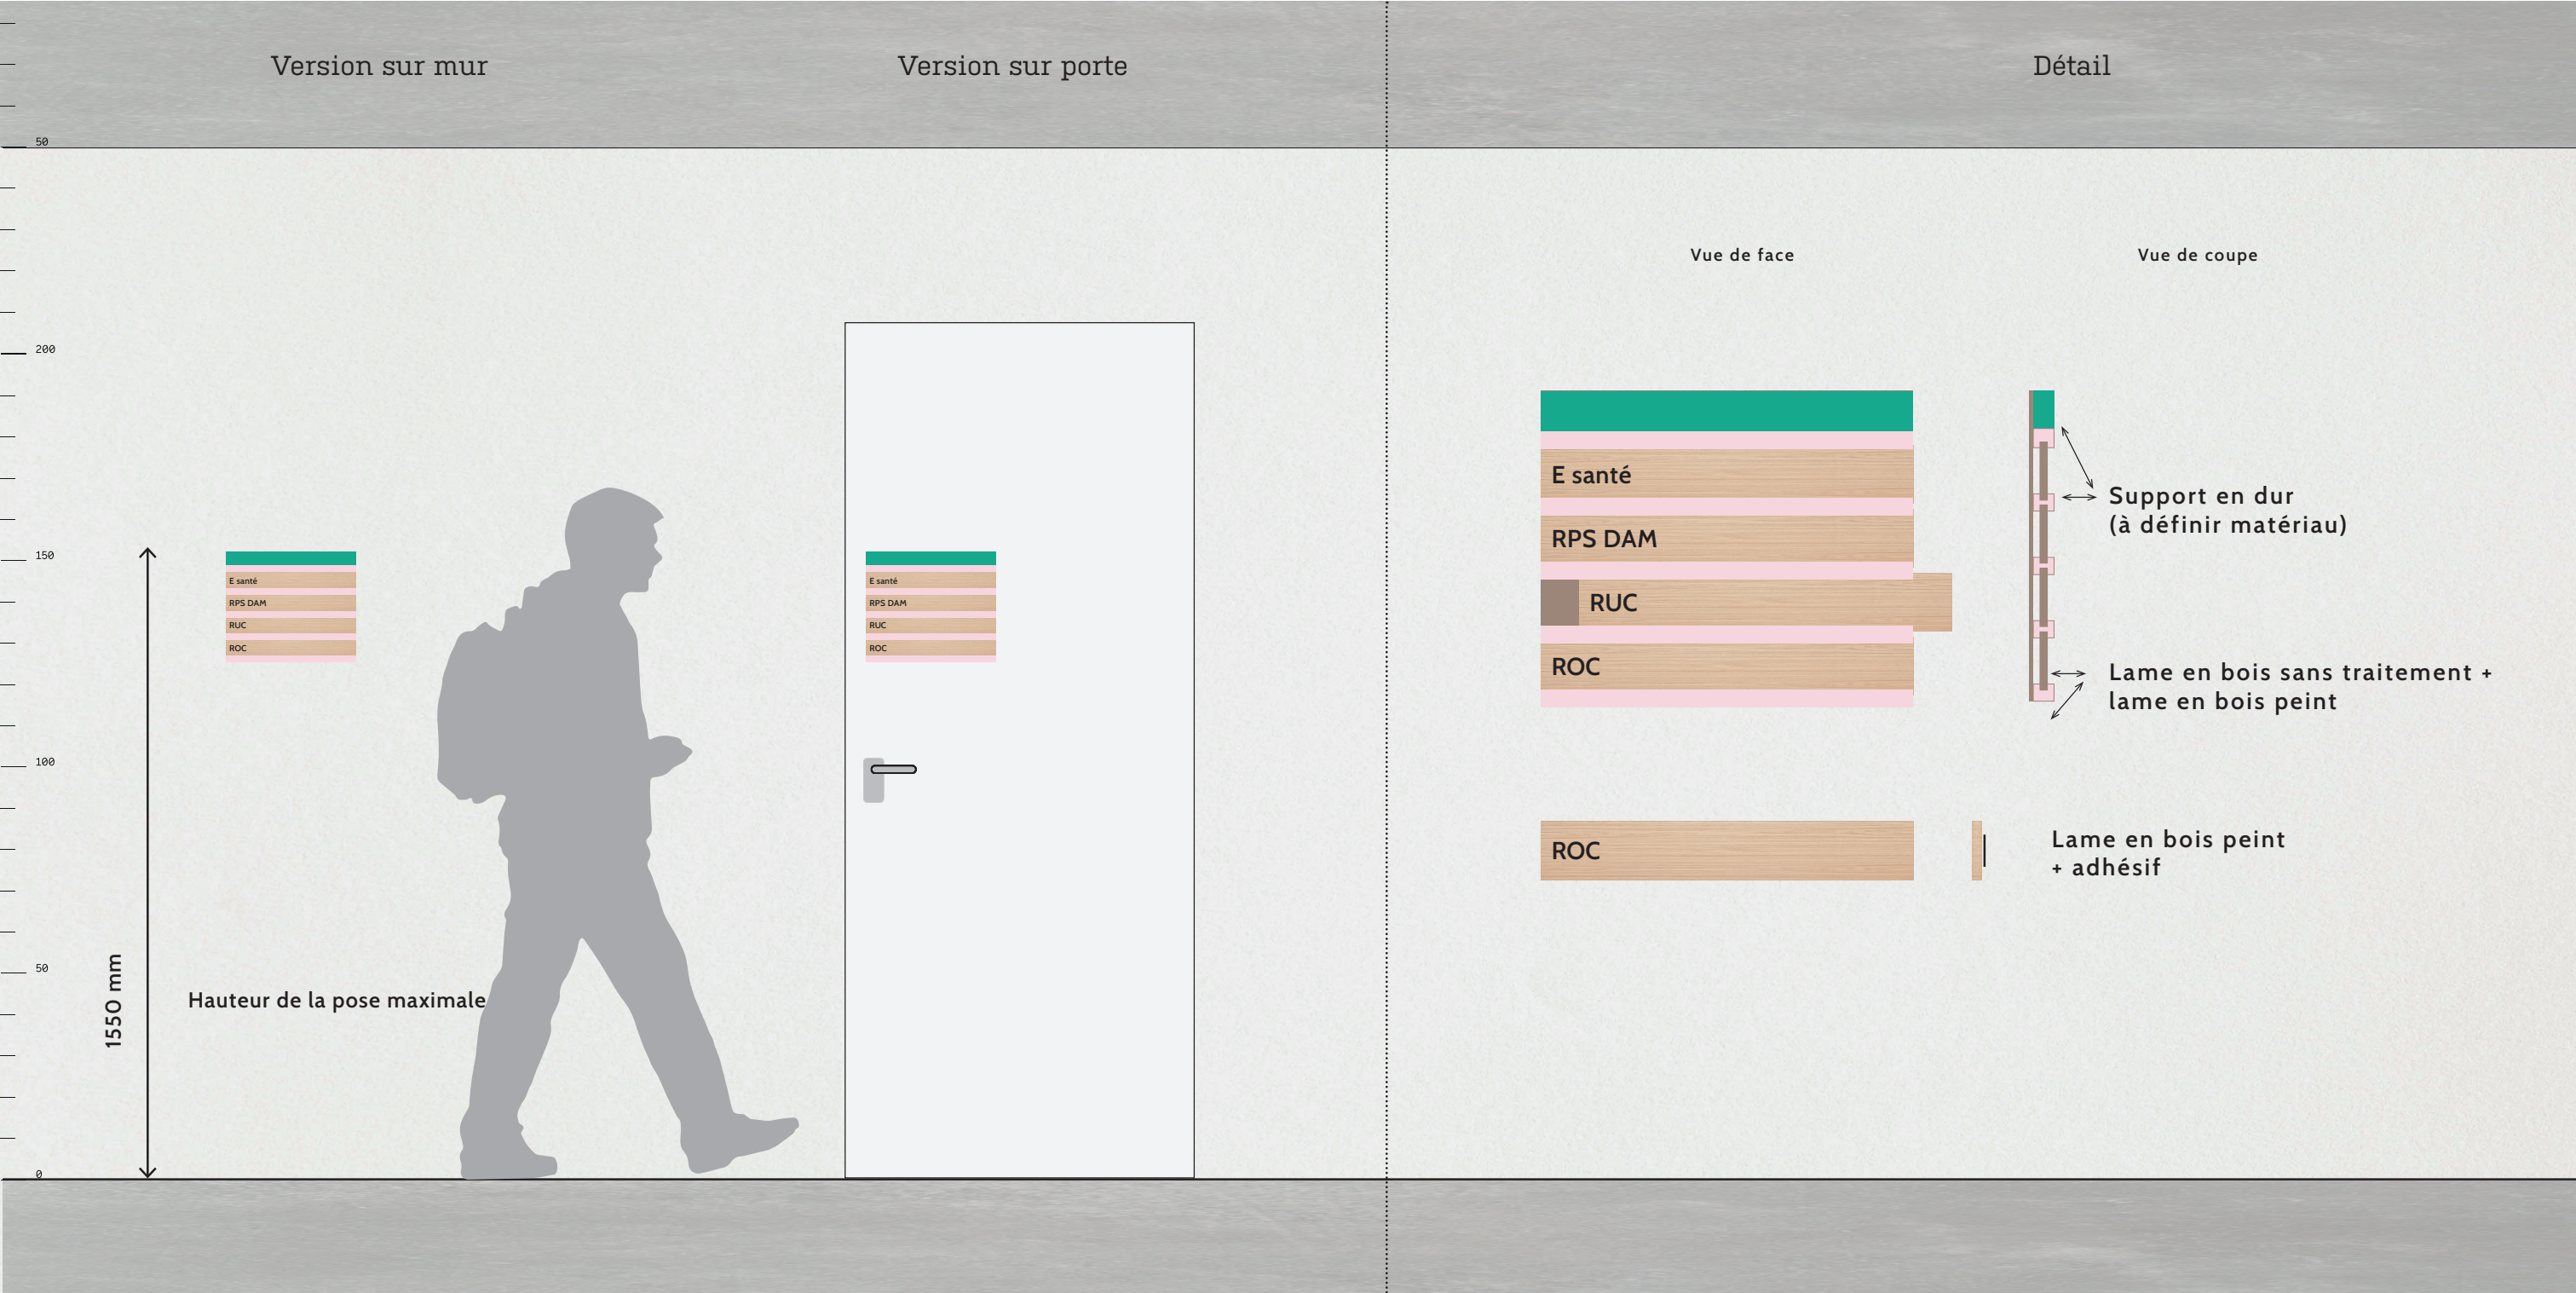 Version sur mur
Version sur porte
Détail
50
200
150
100
50
0
E santé
RPS DAM
RUC
ROC
1550 mm
Hauteur de la pose maximale
E santé
RPS DAM
RUC
ROC
Vue de face
Vue de coupe
E santé
RPS DAM
RUC
ROC
Support en dur
(à définir matériau)
Lame en bois sans traitement +
lame en bois peint
ROC
Lame en bois peint
+ adhésif